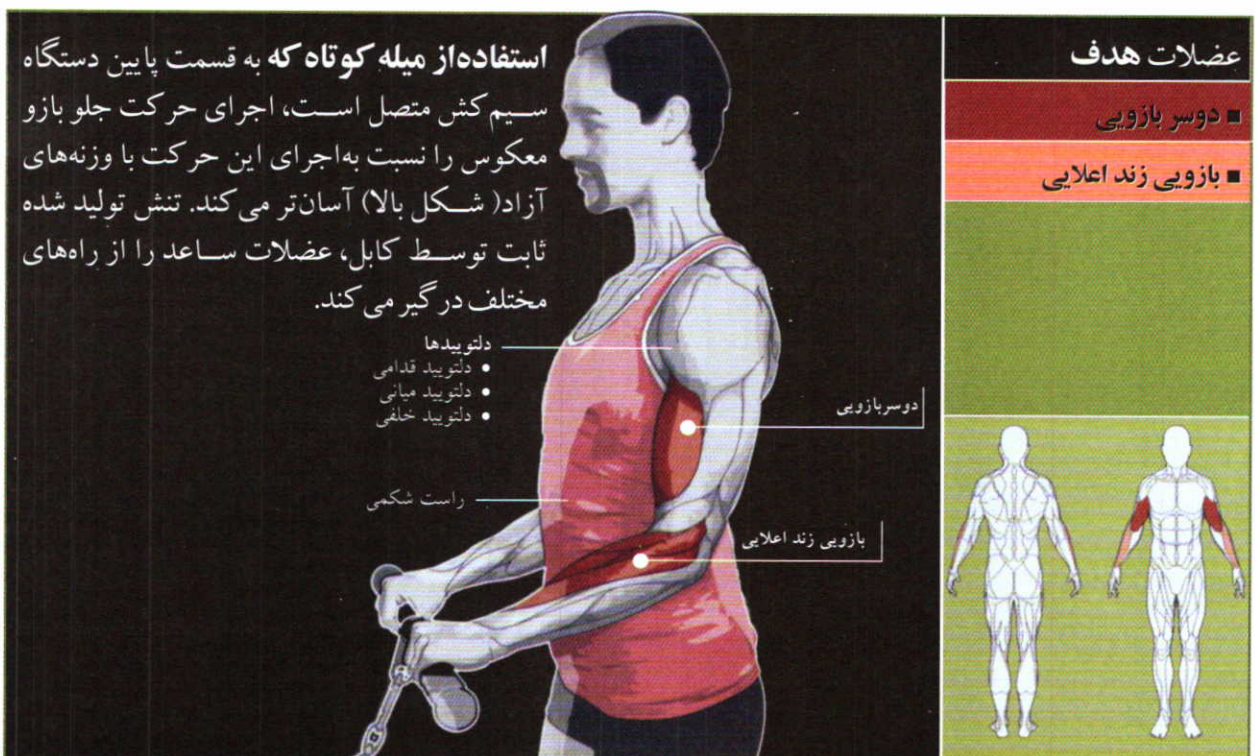 عضلات هدف
■ دوسر بازویی
■ بازویی زند اعلایی
استفاده‌از میله کوتاه که به قسمت پایین دستگاه
سیم‌کش متصل است، اجرای حرکت جلو بازو
معکوس را نسبت به‌اجرای این حرکت با وزنه‌های
آزاد( شکل بالا) آسان‌تر می‌کند. تنش تولید شده
ثابت توسط کابل، عضلات ساعد را از راه‌های
مختلف درگیر می‌کند.
دلتوییدها
• دلتویید قدامی
• دلتویید میانی
• دلتویید خلفی
دوسربازویی
راست شکمی
بازویی زند اعلایی